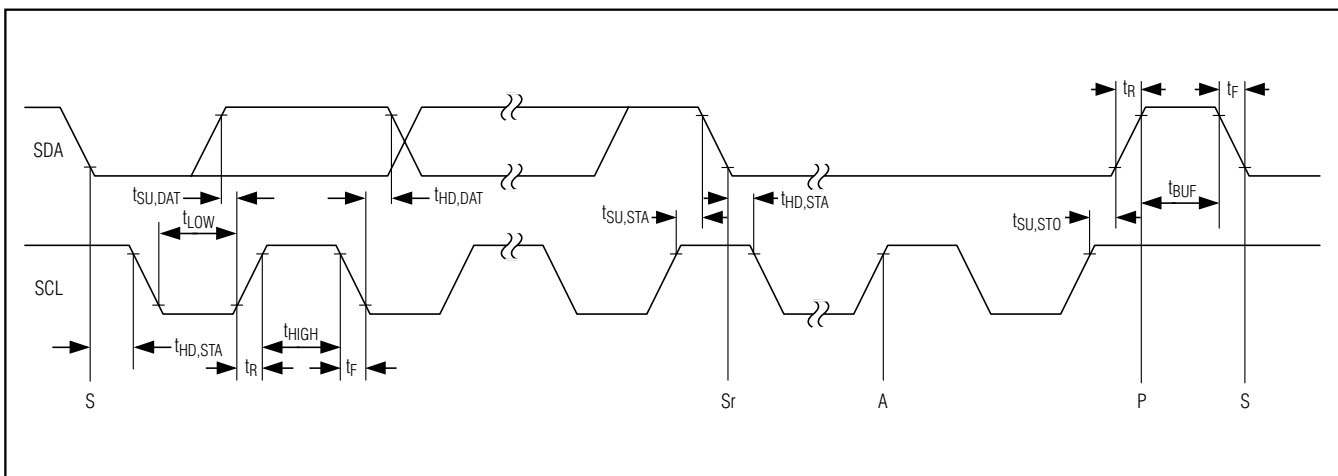 tR
tF
SDA
tSU,DAT
tHD,DAT
tLOW
tSU,STA
tHD,STA
tBUF
tSU,STO
SCL
tHD,STA
tR
tHIGH
tF
S
Sr
A
P
S